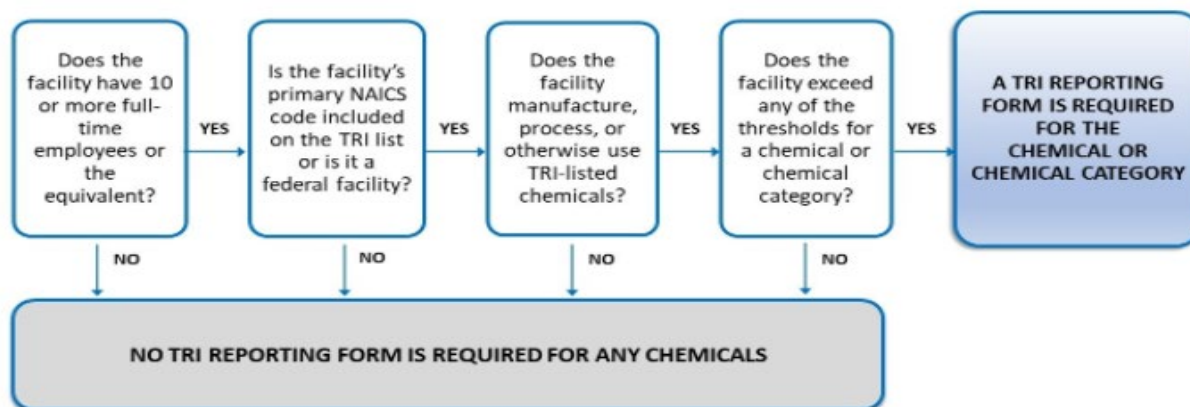 Does the
facility have 10
or more full-
time
employees or
the
equivalent?
YES
Is the facility's
primary NAICS
code included
on the TRI list
or is it a
federal facility?
YES
Does the
facility
manufacture,
process, or
otherwise use
TRI-listed
chemicals?
YES
Does the
facility exceed
any of the
thresholds for
a chemical or
chemical
category?
YES
A TRI REPORTING
FORM IS REQUIRED
FOR THE
CHEMICAL OR
CHEMICAL CATEGORY
NO
NO
NO
NO
NO TRI REPORTING FORM IS REQUIRED FOR ANY CHEMICALS